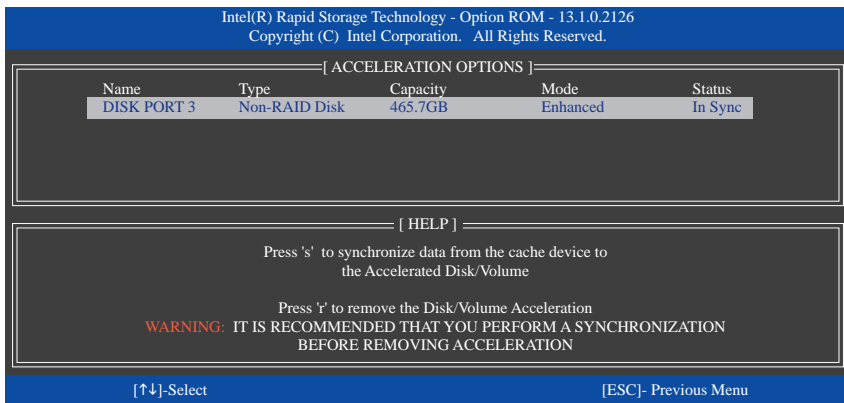 Intel(R) Rapid Storage Technology - Option ROM - 13.1.0.2126
Copyright (C) Intel Corporation. All Rights Reserved.
[ ACCELERATION OPTIONS ]
Name Type Capacity Mode Status
DISK PORT 3 Non-RAID Disk 465.7GB Enhanced In Sync
[ HELP ]
Press 's' to synchronize data from the cache device to
the Accelerated Disk/Volume
Press 'r' to remove the Disk/Volume Acceleration
WARNING: IT IS RECOMMENDED THAT YOU PERFORM A SYNCHRONIZATION
BEFORE REMOVING ACCELERATION
[↑↓]-Select [ESC]- Previous Menu